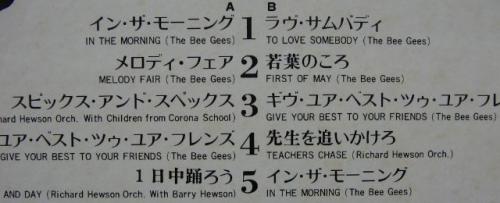 A B
イン・ザ・モーニング 1 ラヴ・サムバディ
IN THE MORNING (The Bee Gees) TO LOVE SOMEBODY (The Bee Gees)
メロディ・フェア 2 若葉のころ
MELODY FAIR (The Bee Gees) FIRST OF MAY (The Bee Gees)
スピックス・アンド・スペックス 3 ギヴ・ユア・ベスト・ツゥ・ユア・フレ
hard Hewson Orch. With Children from Corona School) GIVE YOUR BEST TO YOUR FRIENDS (The Bee Gees)
ユア・ベスト・ツゥ・ユア・フレンズ 4 先生を追いかけろ
GIVE YOUR BEST TO YOUR FRIENDS (The Bee Gees) TEACHERS CHASE (Richard Hewson Orch.)
1日中踊ろう 5 イン・ザ・モーニング
AND DAY (Richard Hewson Orch. With Barry Hewson) IN THE MORNING (The Bee Gees)